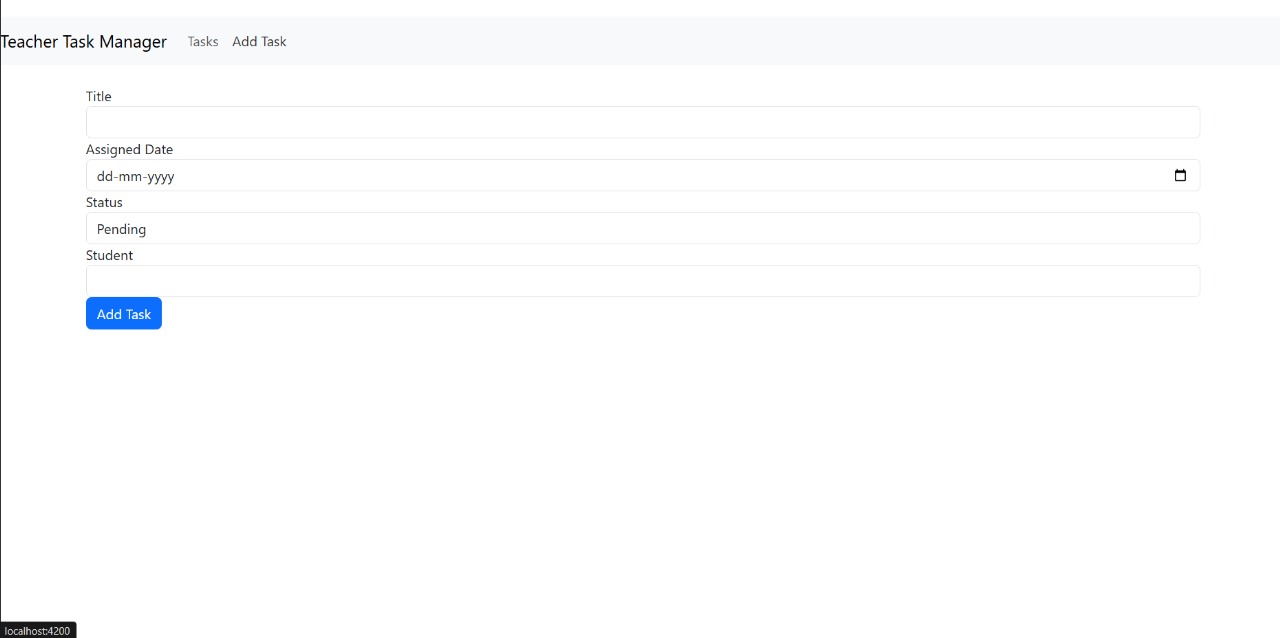 Teacher Task Manager Tasks Add Task
Title
Assigned Date
dd-mm-yyyy
Status
Pending
Student
Add Task
localhost:4200